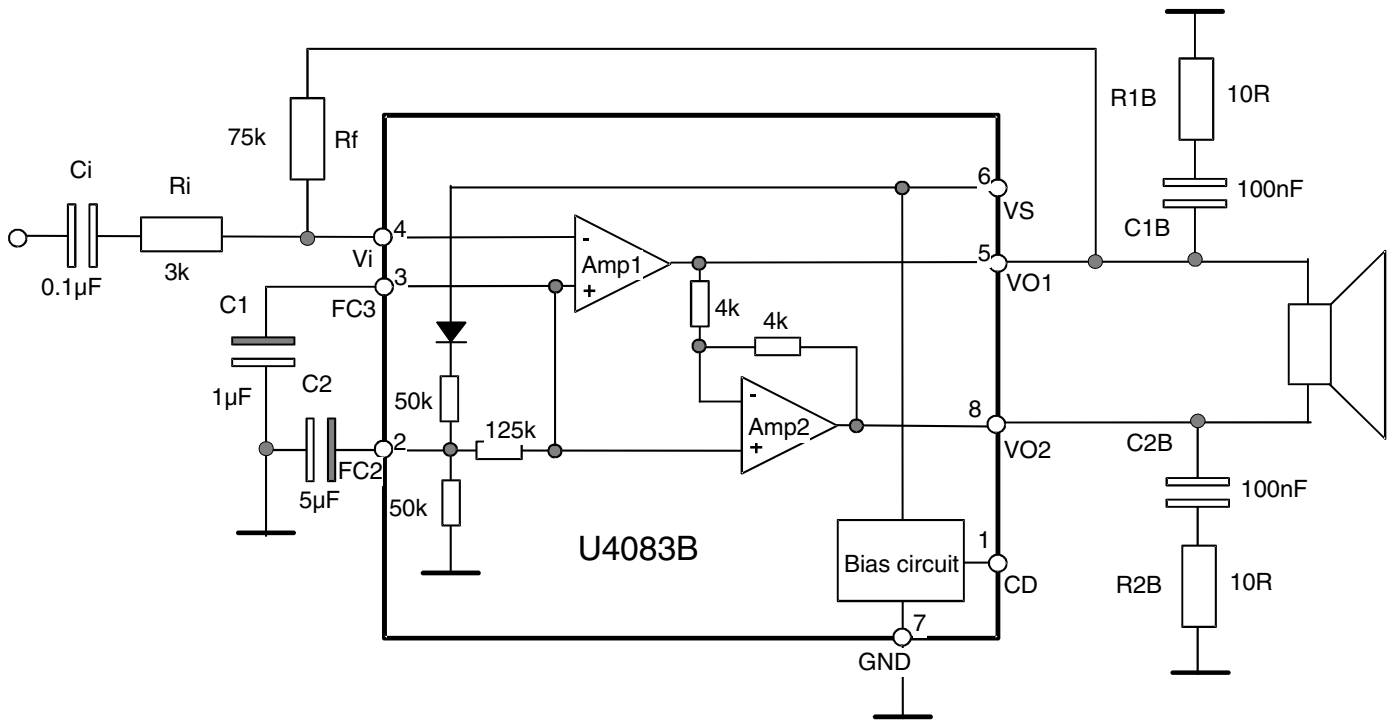 R1B
10R
75k
Rf
Ci
Ri
6
VS
100nF
C1B
4
Vi
Amp1
-
+
5
VO1
0.1µF
3k
3
FC3
C1
4k
4k
1µF
C2
50k
125k
-
Amp2
+
8
VO2
C2B
2
FC2
5µF
50k
100nF
U4083B
Bias circuit
1
CD
R2B
10R
7
GND